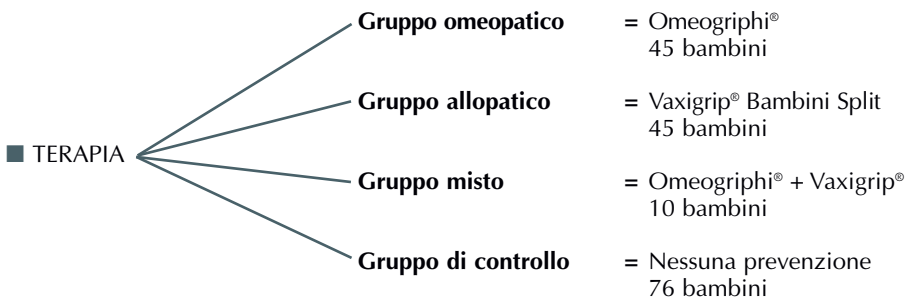 Gruppo omeopatico = Omeogriphi®
45 bambini
Gruppo allopatico = Vaxigrip® Bambini Split
45 bambini
■ TERAPIA
Gruppo misto = Omeogriphi® + Vaxigrip®
10 bambini
Gruppo di controllo = Nessuna prevenzione
76 bambini